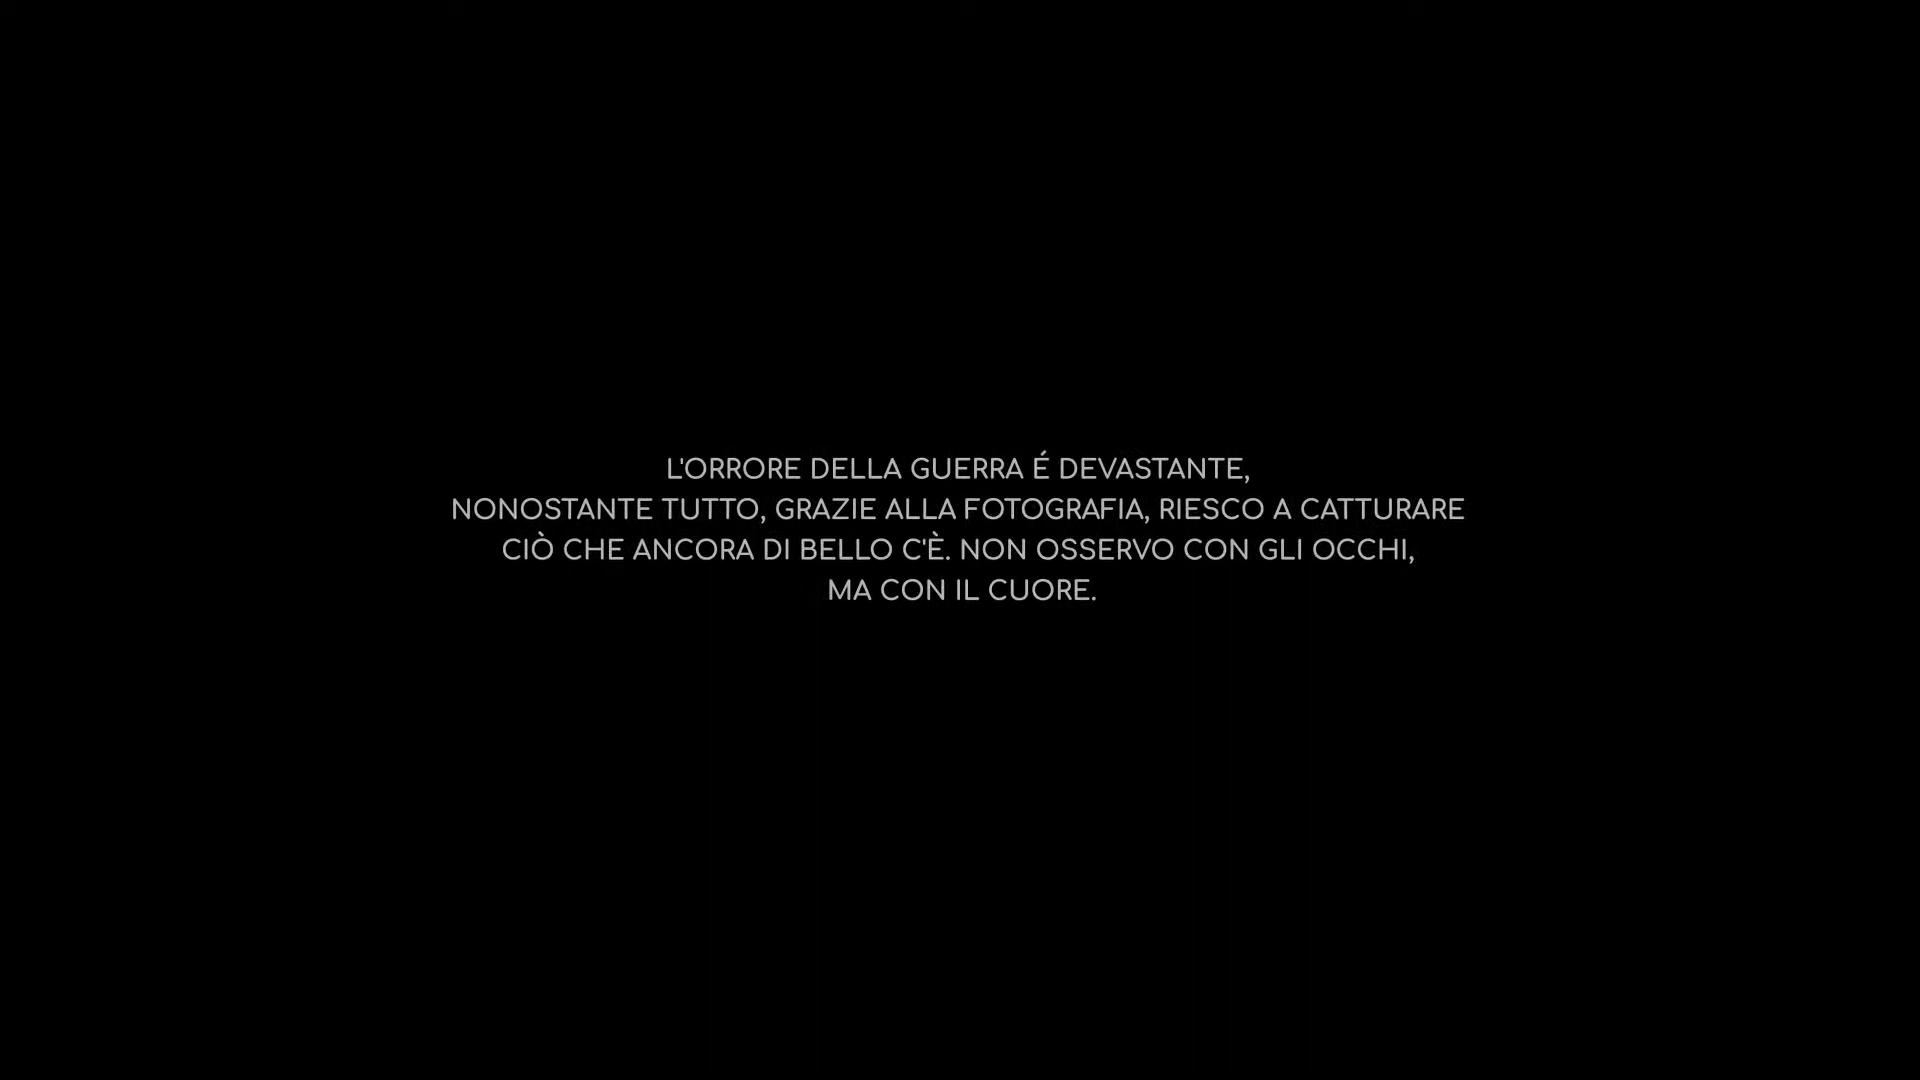 L'ORRORE DELLA GUERRA É DEVASTANTE,
NONOSTANTE TUTTO, GRAZIE ALLA FOTOGRAFIA, RIESCO A CATTURARE
CIÒ CHE ANCORA DI BELLO C'È. NON OSSERVO CON GLI OCCHI,
MA CON IL CUORE.